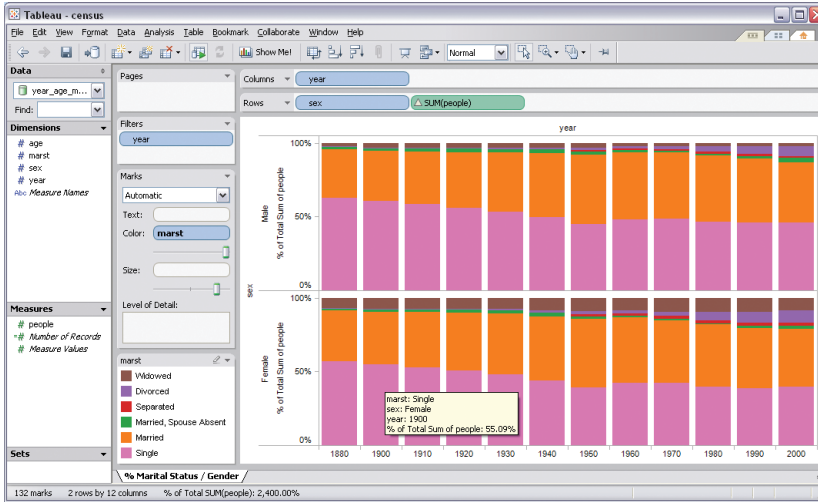 Tableau - census
File Edit View Format Data Analysis Table Bookmark Collaborate Window Help
Show Me! Normal
Data
year_age_m...
Find:
Dimensions
# age
# marst
# sex
# year
Abc Measure Names
Measures
# people
=# Number of Records
# Measure Values
Sets
Pages
Filters
year
Marks
Automatic
Text:
Color: marst
Size:
Level of Detail:
marst
Widowed
Divorced
Separated
Married, Spouse Absent
Married
Single
Columns year
Rows sex Δ SUM(people)
year
sex
Male
% of Total Sum of people
100%
50%
0%
Female
% of Total Sum of people
100%
50%
0%
marst: Single
sex: Female
year: 1900
% of Total Sum of people: 55.09%
1880 1900 1910 1920 1930 1940 1950 1960 1970 1980 1990 2000
% Marital Status / Gender
132 marks 2 rows by 12 columns % of Total SUM(people): 2,400.00%